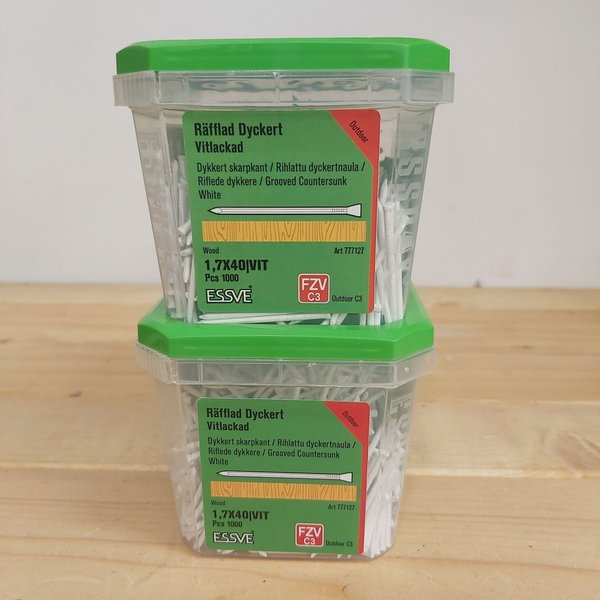 Räfflad Dyckert
Vitlackad
Outdoor
Dykkert skarpkant / Rihlattu dyckertnaula /
Riflede dykkere / Grooved Countersunk
White
Wood
Art 777127
1,7X40|VIT
Pcs 1000
ESSVE
FZV
C3
Outdoor C3
Räfflad Dyckert
Vitlackad
Outdoor
Dykkert skarpkant / Rihlattu dyckertnaula /
Riflede dykkere / Grooved Countersunk
White
Wood
Art 777127
1,7X40|VIT
Pcs 1000
ESSVE
FZV
C3
Outdoor C3